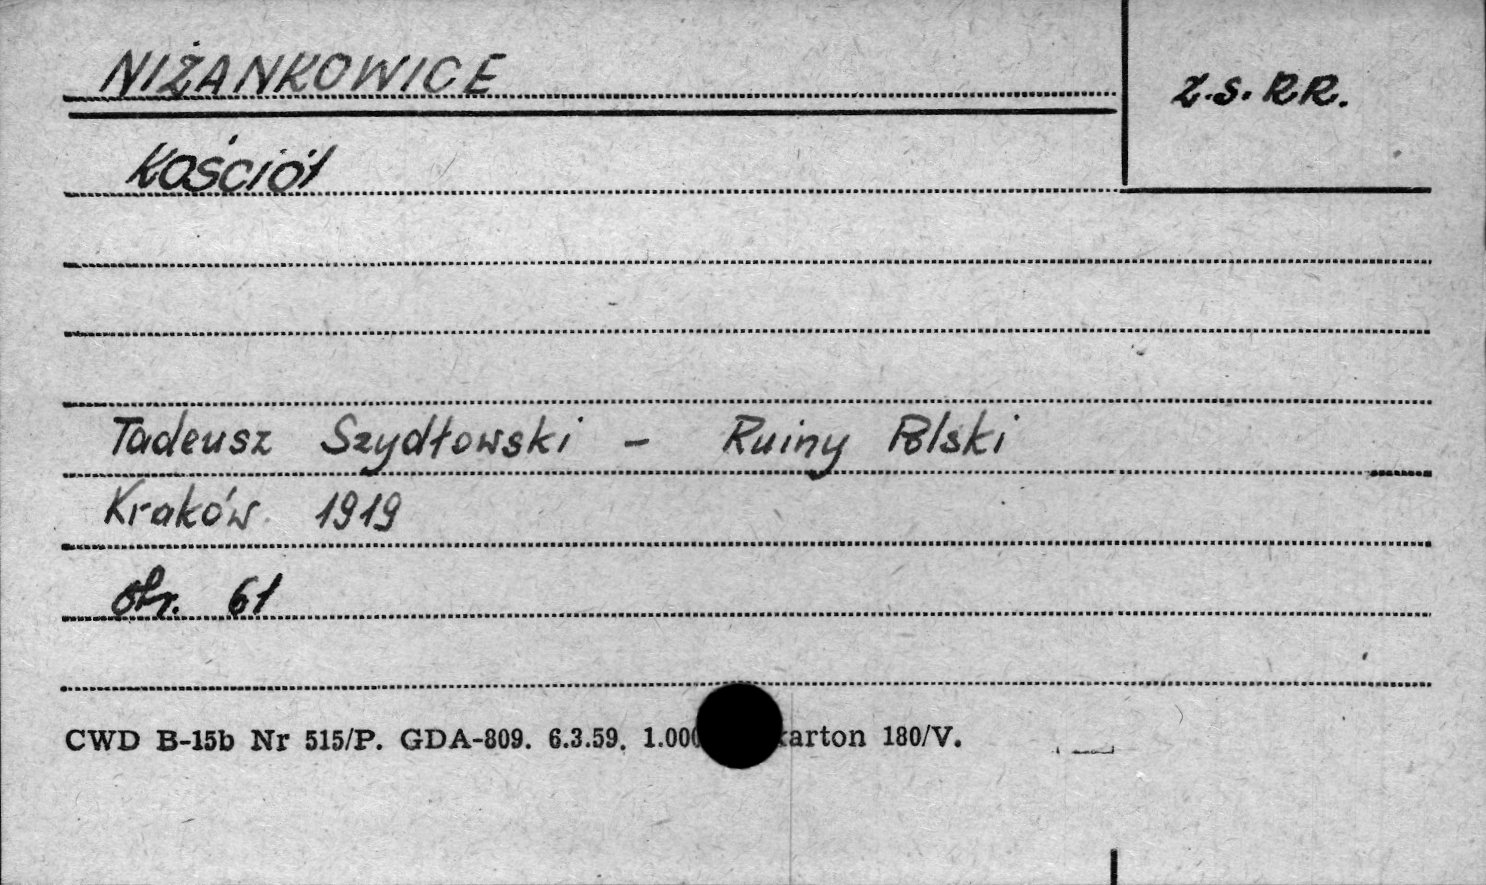 NIŻANKOWICE
Z.S.RR.
Kościół
Tadeusz Szydłowski - Ruiny Polski
Kraków 1919
str. 61
CWD B-15b Nr 515/P. GDA-809. 6.3.59. 1.000 karton 180/V.